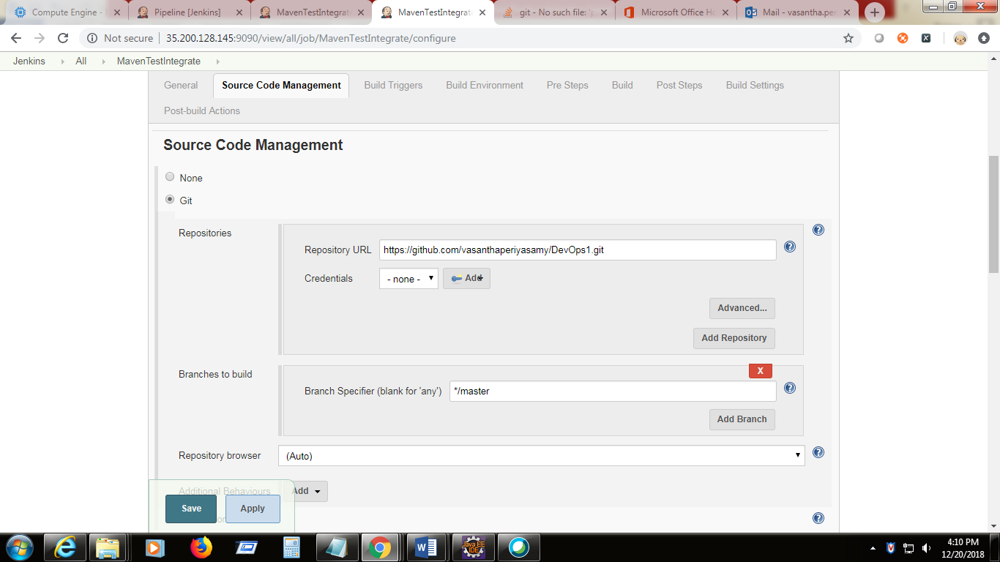 Compute Engine -
Pipeline [Jenkins]
MavenTestIntegrat
MavenTestIntegrat
git - No such file: 'p
Microsoft Office Ho
Mail - vasantha.per
Not secure
35.200.128.145:9090/view/all/job/MavenTestIntegrate/configure
Jenkins
All
MavenTestIntegrate
General
Source Code Management
Build Triggers
Build Environment
Pre Steps
Build
Post Steps
Build Settings
Post-build Actions
Source Code Management
None
Git
Repositories
Repository URL
https://github.com/vasanthaperiyasamy/DevOps1.git
Credentials
- none -
Add
Advanced...
Add Repository
Branches to build
X
Branch Specifier (blank for 'any')
*/master
Add Branch
Repository browser
(Auto)
Additional Behaviours
Add
Save
Apply
Java EE
IDE
4:10 PM
12/20/2018